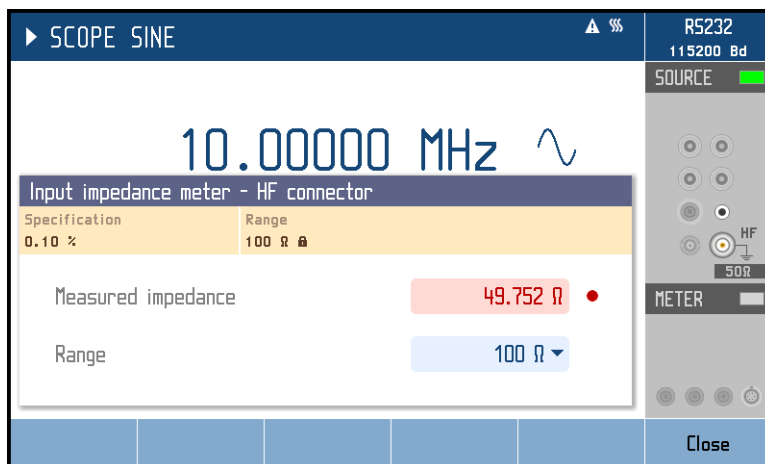 SCOPE SINE
RS232
115200 Bd
SOURCE
10.00000 MHz
Input impedance meter - HF connector
Specification Range
0.10 % 100 Ω
HF
50Ω
Measured impedance 49.752 Ω
METER
Range 100 Ω
Close